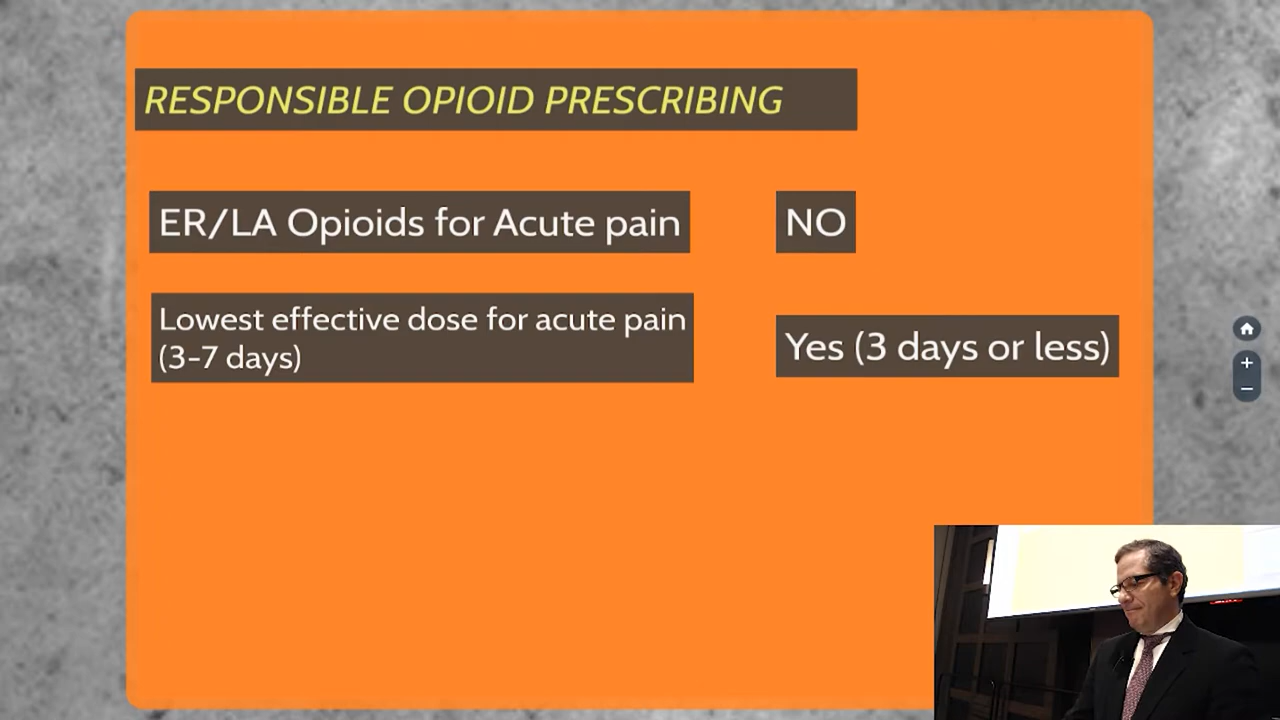 RESPONSIBLE OPIOID PRESCRIBING
ER/LA Opioids for Acute pain
NO
Lowest effective dose for acute pain
(3-7 days)
Yes (3 days or less)